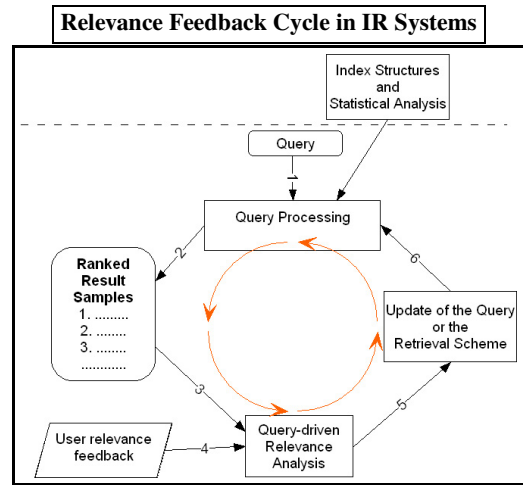 Relevance Feedback Cycle in IR Systems
Index Structures
and
Statistical Analysis
Query
1
Query Processing
2
6
Ranked
Result
Samples
1. .........
2. ........
3. ........
............
Update of the Query
or the
Retrieval Scheme
3
5
User relevance
feedback
4
Query-driven
Relevance
Analysis